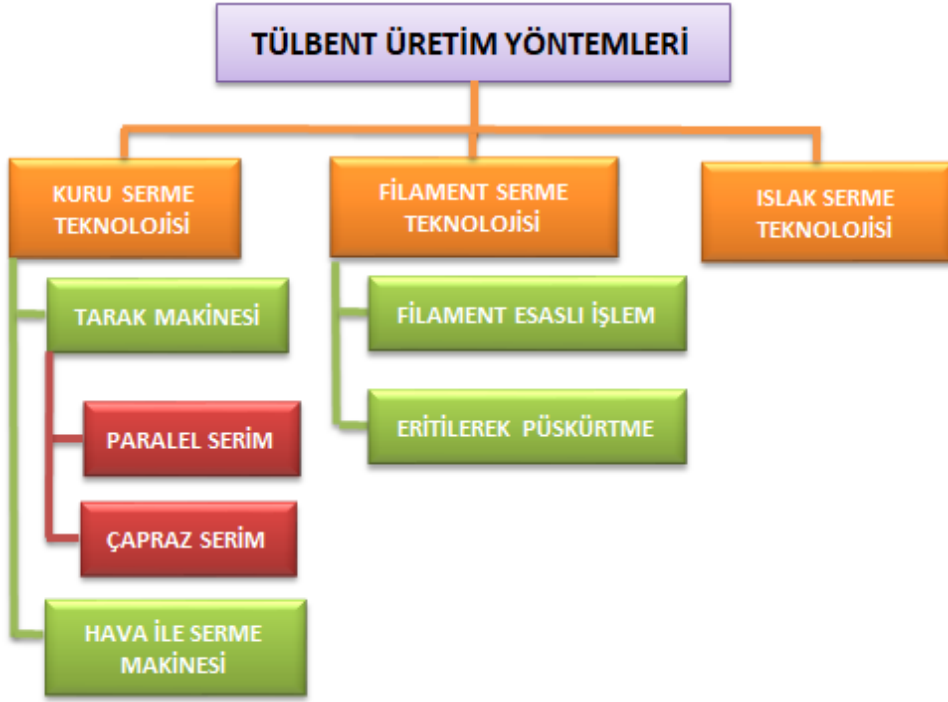 TÜLBENT ÜRETİM YÖNTEMLERİ
KURU SERME
TEKNOLOJİSİ
TARAK MAKİNESİ
PARALEL SERİM
ÇAPRAZ SERİM
HAVA İLE SERME
MAKİNESİ
FİLAMENT SERME
TEKNOLOJİSİ
FİLAMENT ESASLI İŞLEM
ERİTİLEREK PÜSKÜRTME
ISLAK SERME
TEKNOLOJİSİ